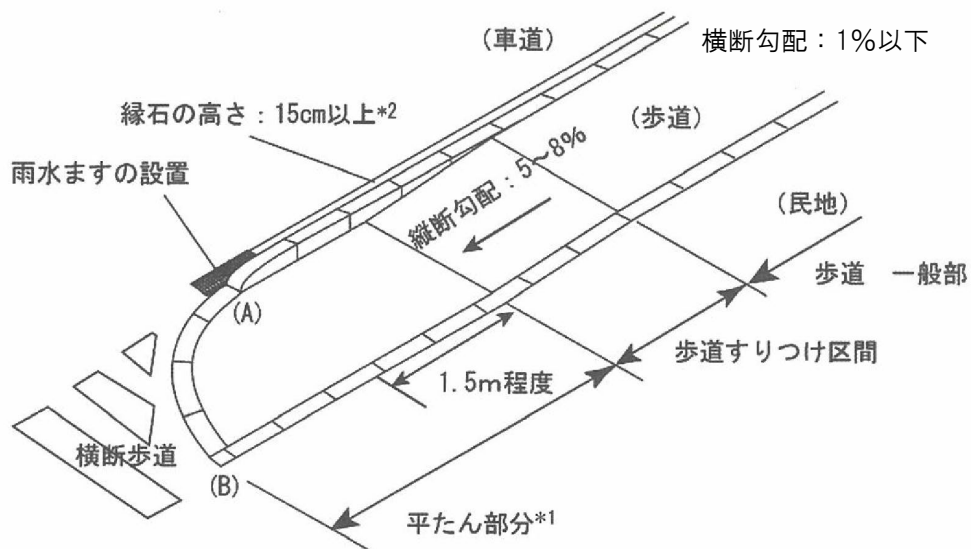 (車道)
横断勾配：1%以下
縁石の高さ：15cm以上*2
(歩道)
雨水ますの設置
縦断勾配：5~8%
(民地)
歩道　一般部
(A)
歩道すりつけ区間
1.5m程度
横断歩道
(B)
平たん部分*1